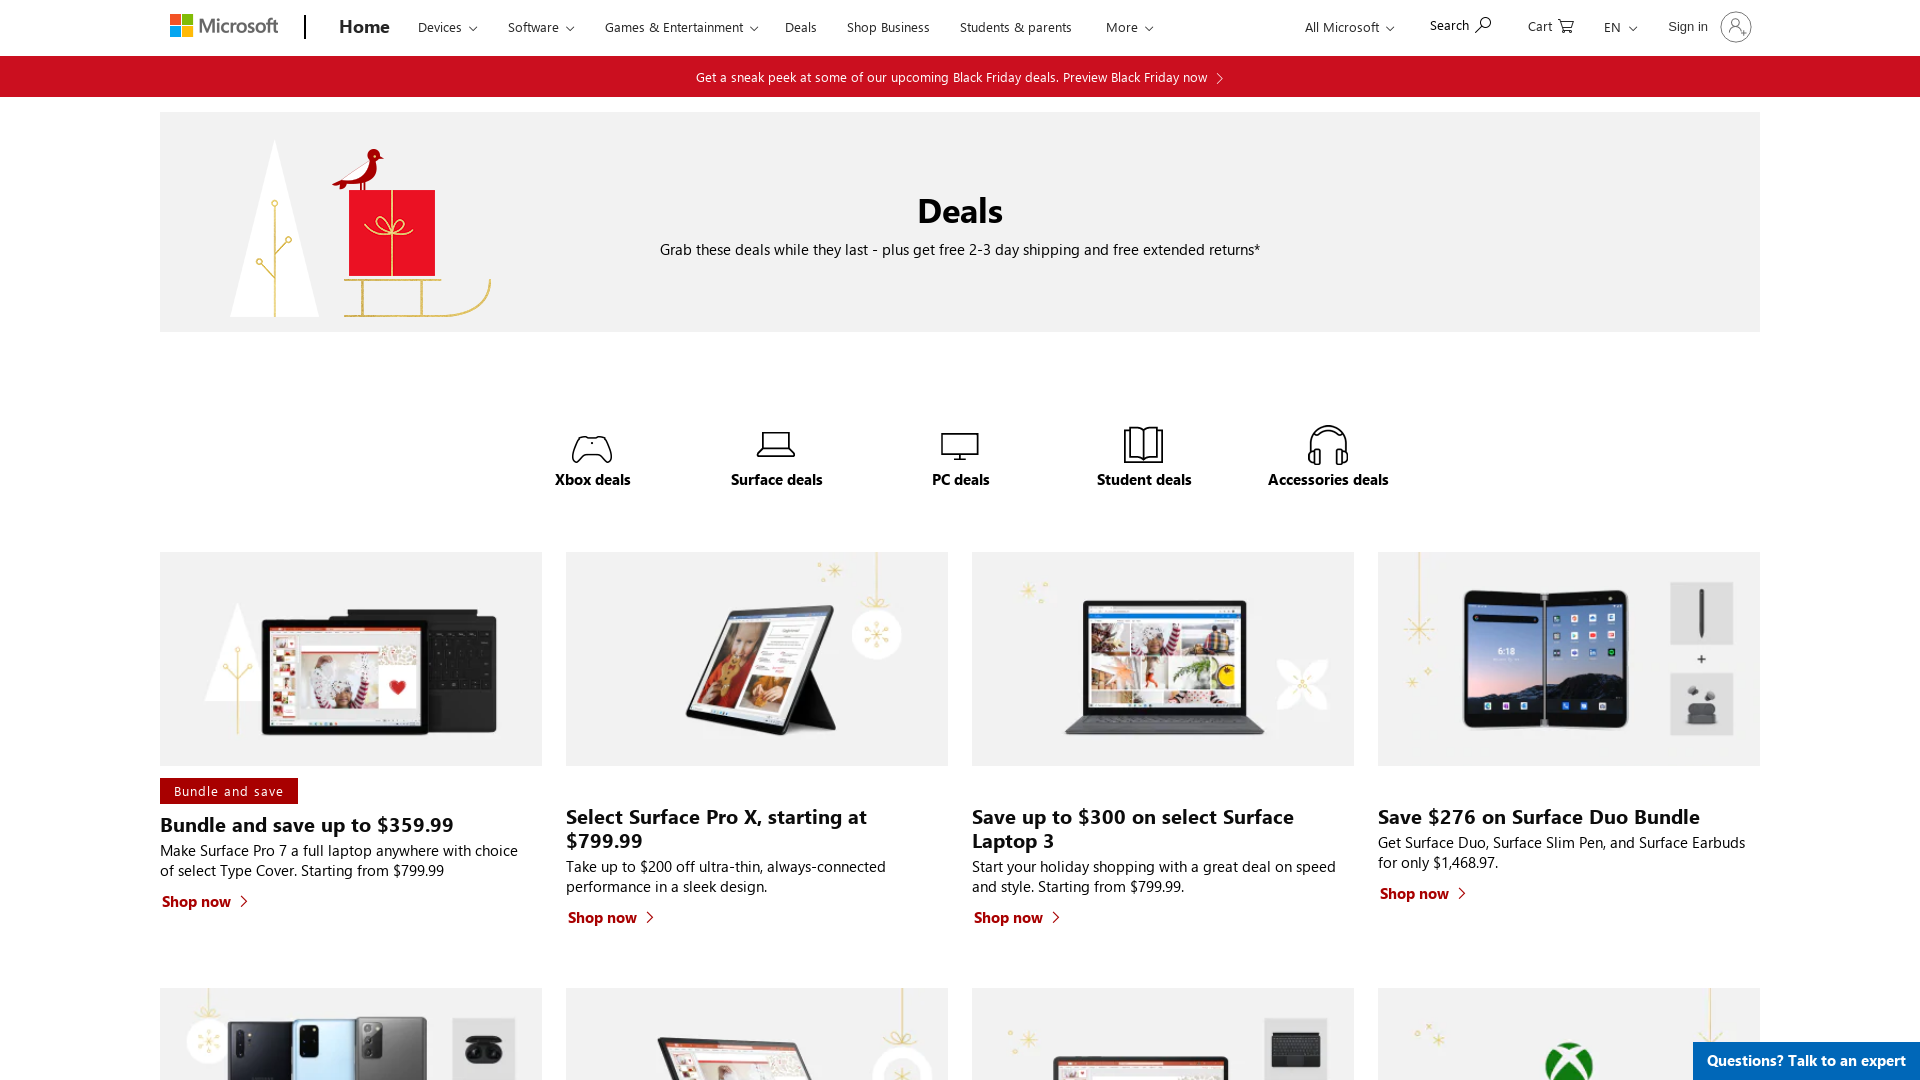 Microsoft
Home
Devices
Software
Games & Entertainment
Deals
Shop Business
Students & parents
More
All Microsoft
Search
Cart
EN
Sign in
Get a sneak peek at some of our upcoming Black Friday deals. Preview Black Friday now
Deals
Grab these deals while they last - plus get free 2-3 day shipping and free extended returns*
Xbox deals
Surface deals
PC deals
Student deals
Accessories deals
6:18
+
Bundle and save
Bundle and save up to $359.99
Make Surface Pro 7 a full laptop anywhere with choice
of select Type Cover. Starting from $799.99
Shop now
Select Surface Pro X, starting at
$799.99
Take up to $200 off ultra-thin, always-connected
performance in a sleek design.
Shop now
Save up to $300 on select Surface
Laptop 3
Start your holiday shopping with a great deal on speed
and style. Starting from $799.99.
Shop now
Save $276 on Surface Duo Bundle
Get Surface Duo, Surface Slim Pen, and Surface Earbuds
for only $1,468.97.
Shop now
Questions? Talk to an expert